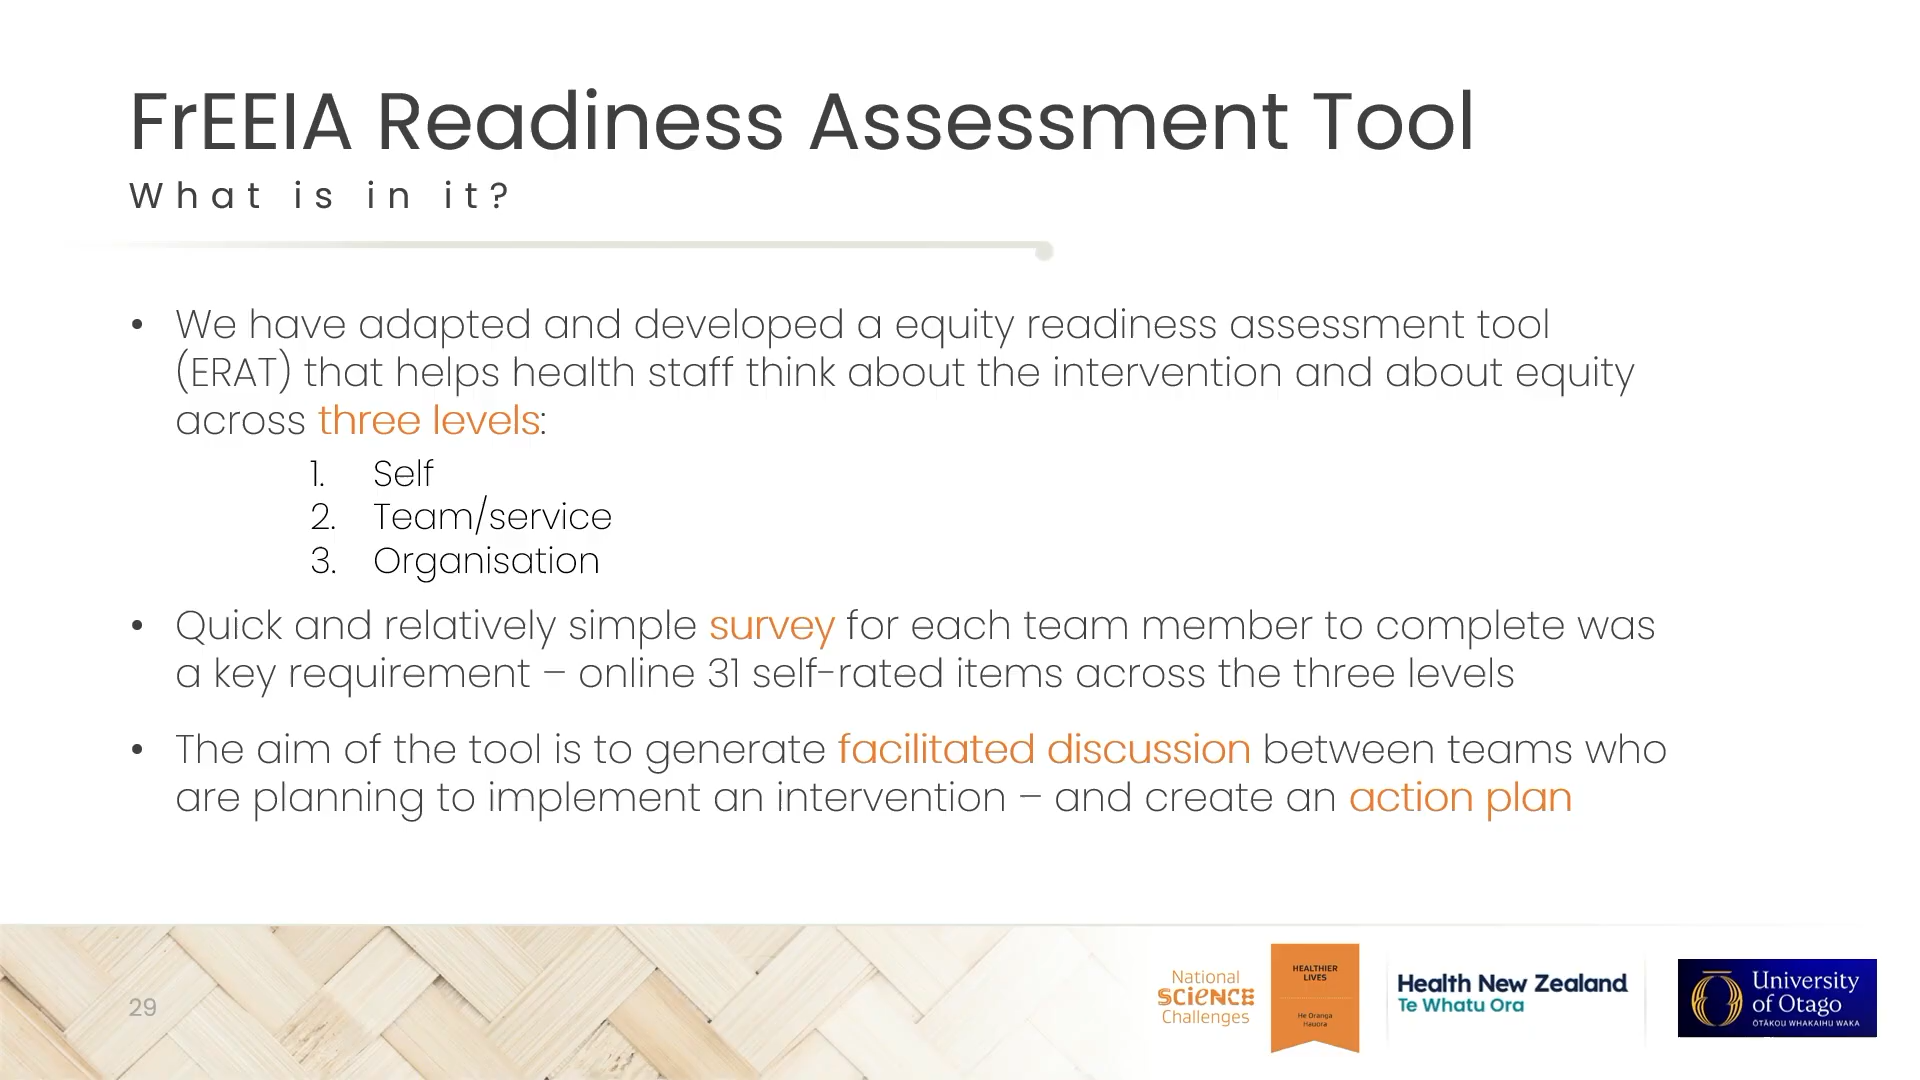 FrEEIA Readiness Assessment Tool
What is in it?
• We have adapted and developed a equity readiness assessment tool
(ERAT) that helps health staff think about the intervention and about equity
across three levels:
1. Self
2. Team/service
3. Organisation
• Quick and relatively simple survey for each team member to complete was
a key requirement – online 31 self-rated items across the three levels
• The aim of the tool is to generate facilitated discussion between teams who
are planning to implement an intervention – and create an action plan
29
National
SCIENCE
Challenges
HEALTHIER
LIVES
He Oranga
Hauora
Health New Zealand
Te Whatu Ora
University
of Otago
ŌTĀKOU WHAKAIHU WAKA